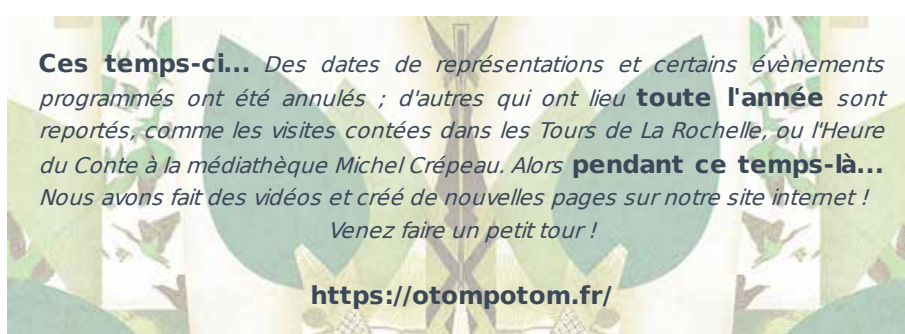 Ces temps-ci... Des dates de représentations et certains évènements
programmés ont été annulés ; d'autres qui ont lieu toute l'année sont
reportés, comme les visites contées dans les Tours de La Rochelle, ou l'Heure
du Conte à la médiathèque Michel Crépeau. Alors pendant ce temps-là...
Nous avons fait des vidéos et créé de nouvelles pages sur notre site internet !
Venez faire un petit tour !
https://otompotom.fr/